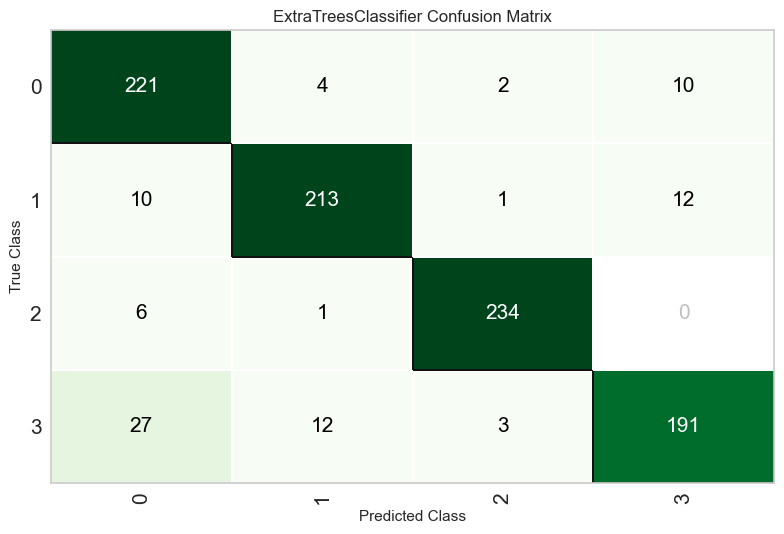 ExtraTreesClassifier Confusion Matrix
0 221 4 2 10
1 10 213 1 12
2 6 1 234 0
3 27 12 3 191
0 1 2 3
True Class
Predicted Class